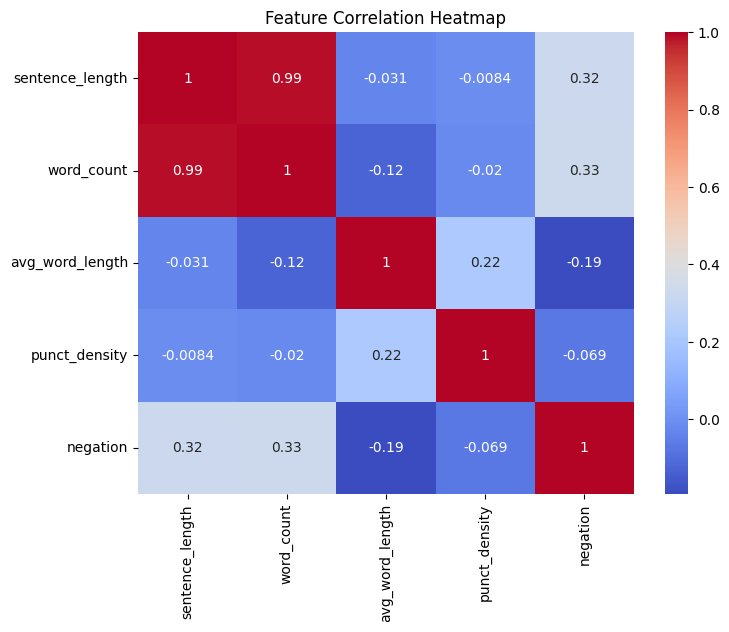 Feature Correlation Heatmap
sentence_length 1 0.99 -0.031 -0.0084 0.32
word_count 0.99 1 -0.12 -0.02 0.33
avg_word_length -0.031 -0.12 1 0.22 -0.19
punct_density -0.0084 -0.02 0.22 1 -0.069
negation 0.32 0.33 -0.19 -0.069 1
sentence_length
word_count
avg_word_length
punct_density
negation
1.0
0.8
0.6
0.4
0.2
0.0